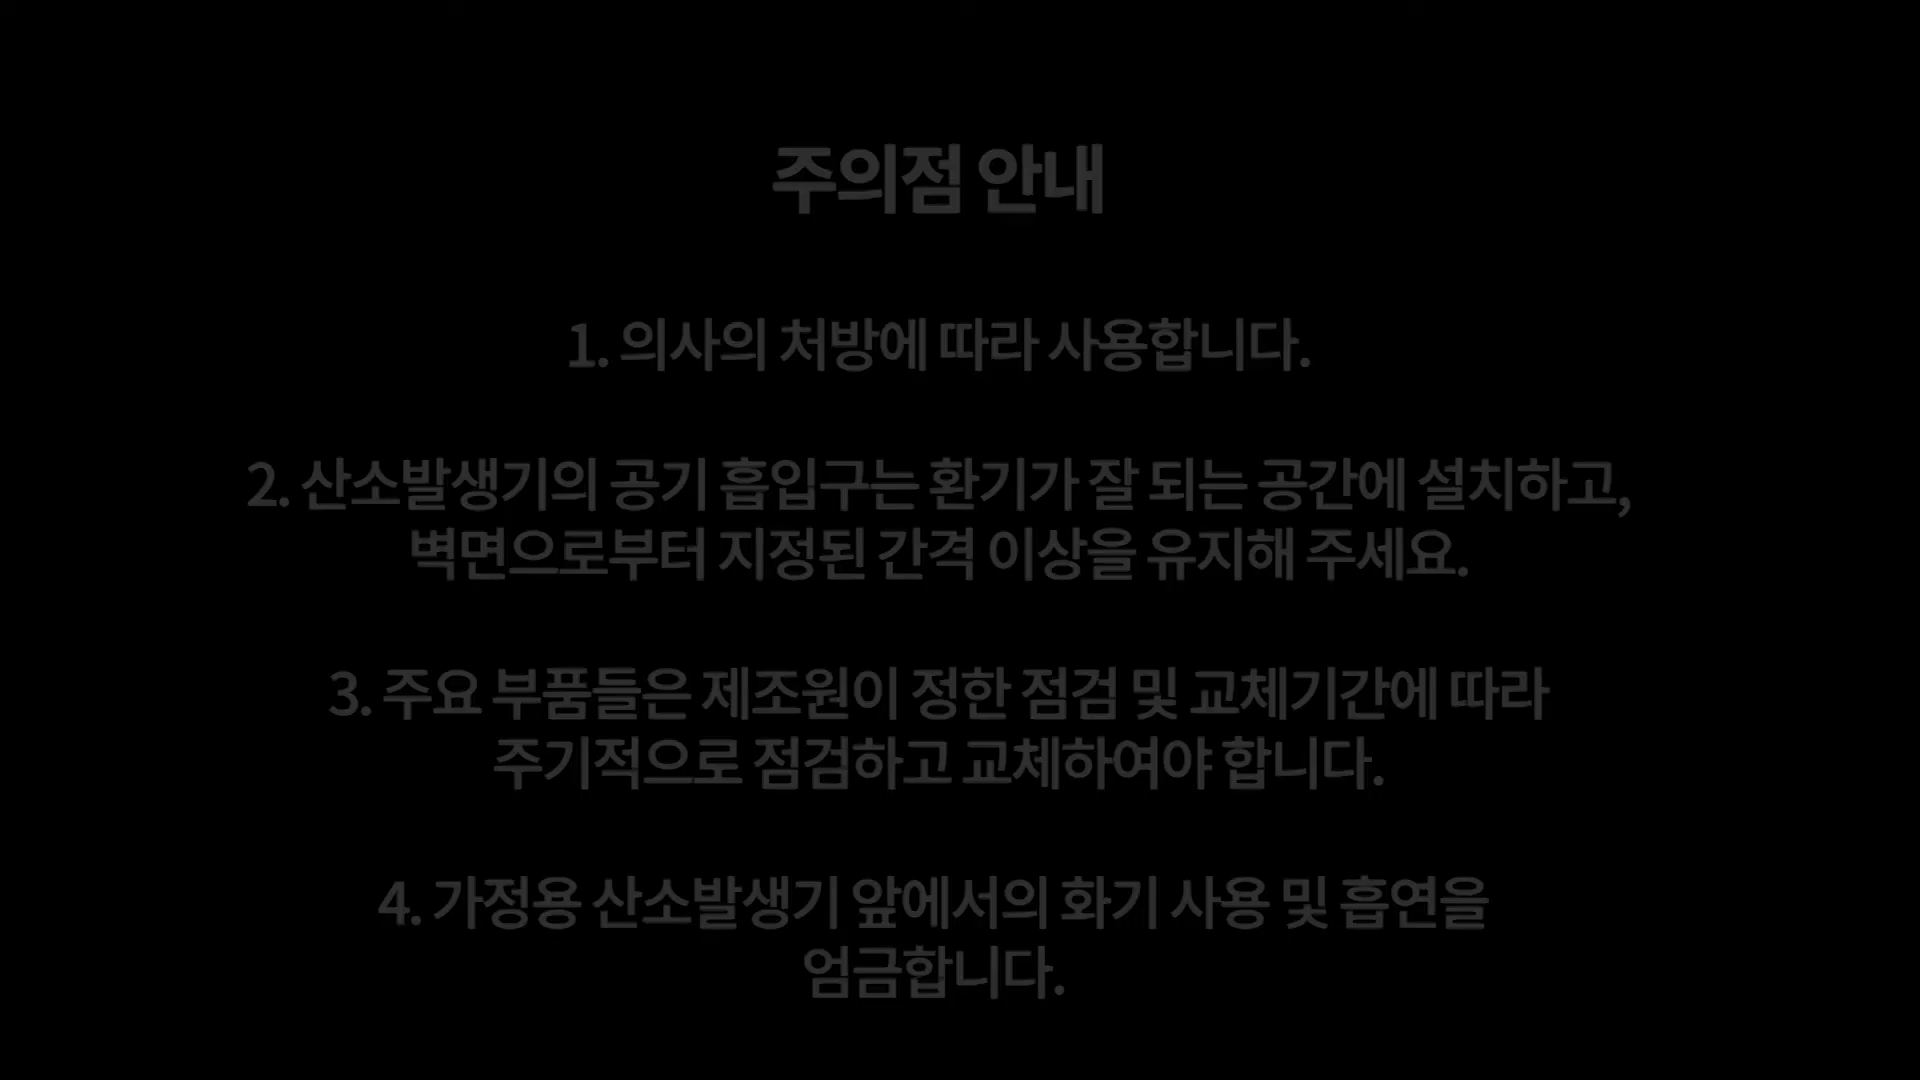 주의점 안내
1. 의사의 처방에 따라 사용합니다.
2. 산소발생기의 공기 흡입구는 환기가 잘 되는 공간에 설치하고,
벽면으로부터 지정된 간격 이상을 유지해 주세요.
3. 주요 부품들은 제조원이 정한 점검 및 교체기간에 따라
주기적으로 점검하고 교체하여야 합니다.
4. 가정용 산소발생기 앞에서의 화기 사용 및 흡연을
엄금합니다.